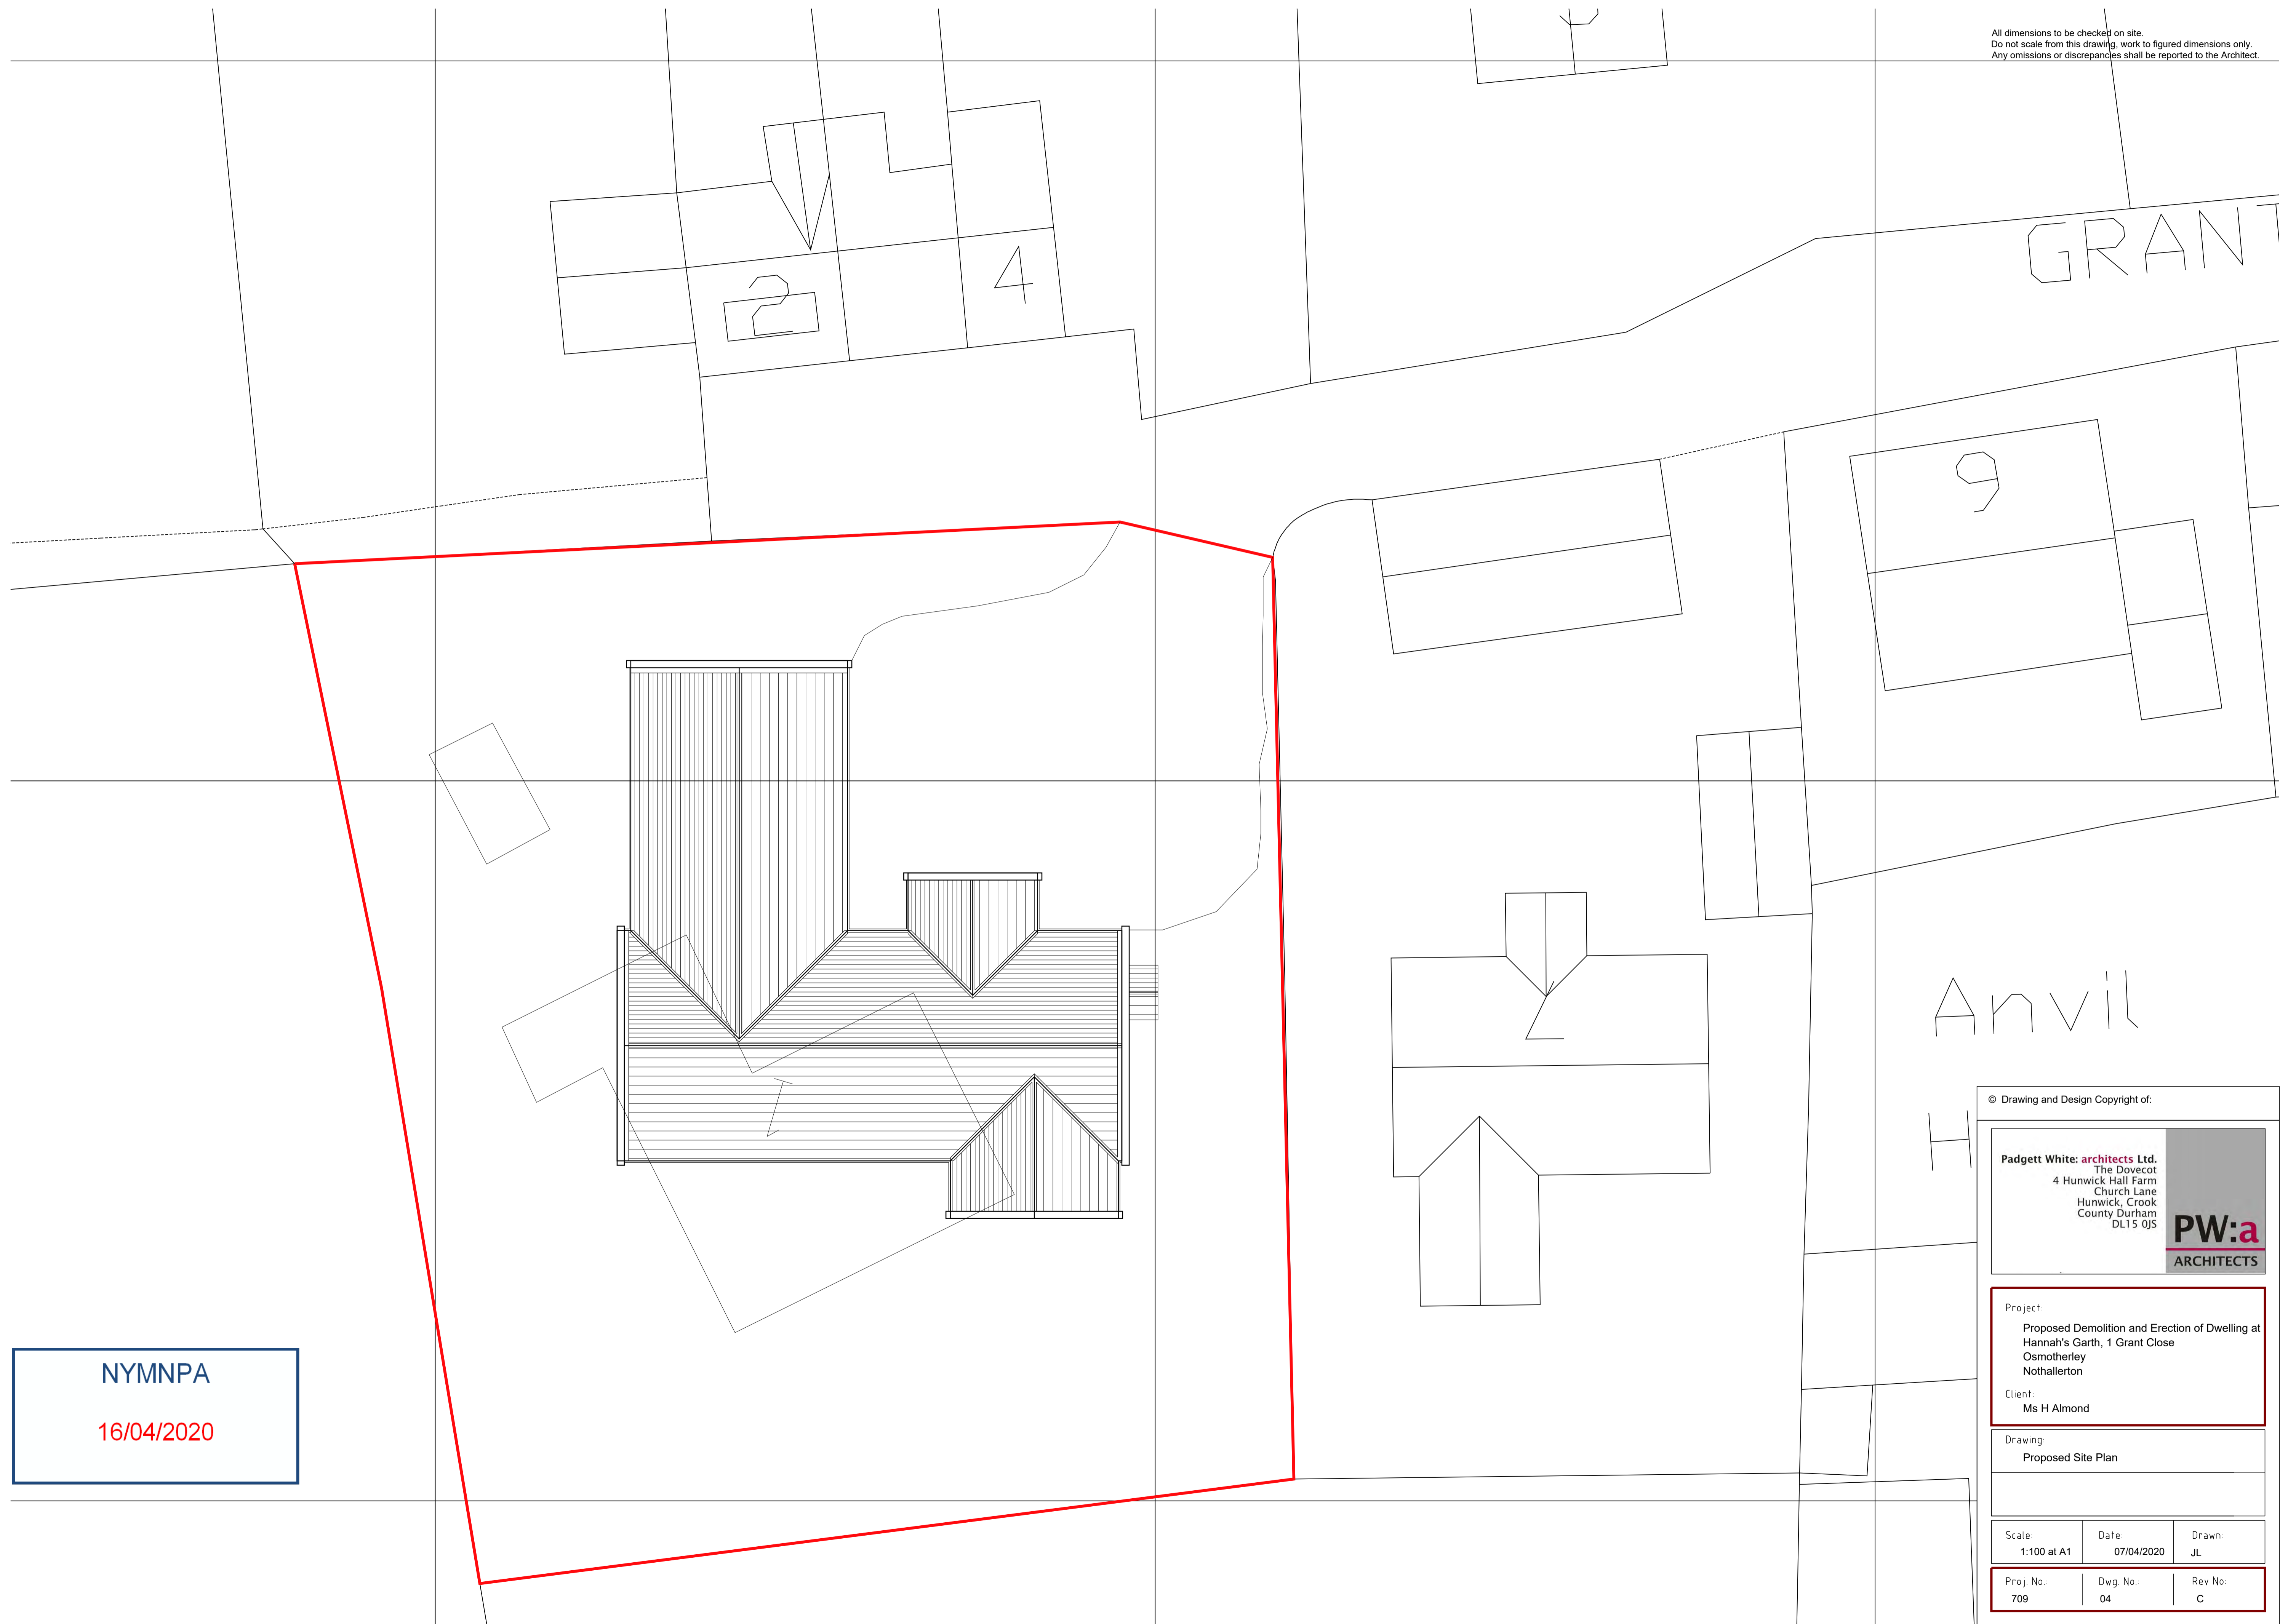 All dimensions to be checked on site.
Do not scale from this drawing, work to figured dimensions only.
Any omissions or discrepancies shall be reported to the Architect.
GRANT
2
4
9
1
2
Anvil
H
© Drawing and Design Copyright of:
Padgett White: architects Ltd.
The Dovecot
4 Hunwick Hall Farm
Church Lane
Hunwick, Crook
County Durham
DL15 0JS
PW:a
ARCHITECTS
Project:
Proposed Demolition and Erection of Dwelling at
Hannah's Garth, 1 Grant Close
Osmotherley
Nothallerton
Client:
Ms H Almond
Drawing:
Proposed Site Plan
Scale: Date: Drawn:
1:100 at A1 07/04/2020 JL
Proj. No.: Dwg. No.: Rev No:
709 04 C
NYMNPA
16/04/2020